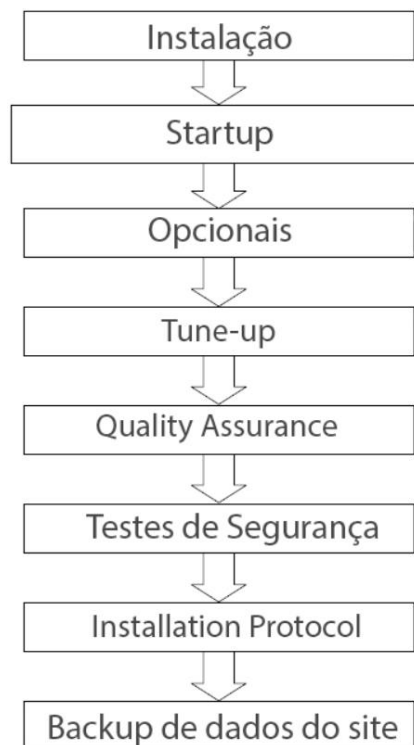 Instalação
Startup
Opcionais
Tune-up
Quality Assurance
Testes de Segurança
Installation Protocol
Backup de dados do site